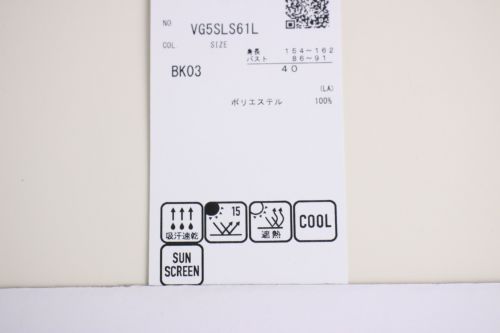 NO VG5SLS61L
COL. SIZE
身長 154~162
バスト 86~91
BK03 40
(LA)
ポリエステル 100%
吸汗速乾 15 遮熱 COOL
SUN
SCREEN